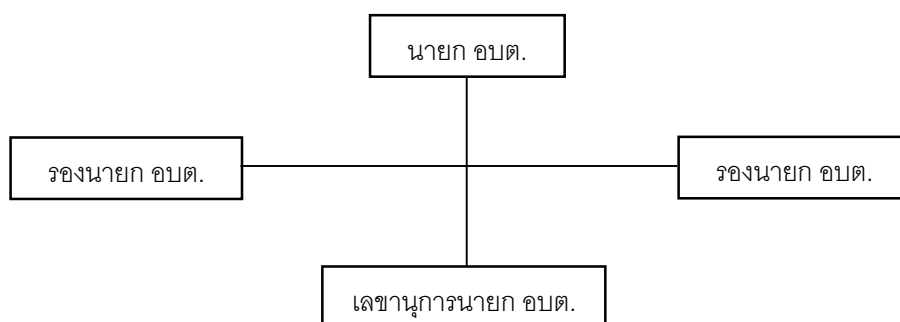 นายก อบต.
รองนายก อบต.
รองนายก อบต.
เลขานุการนายก อบต.